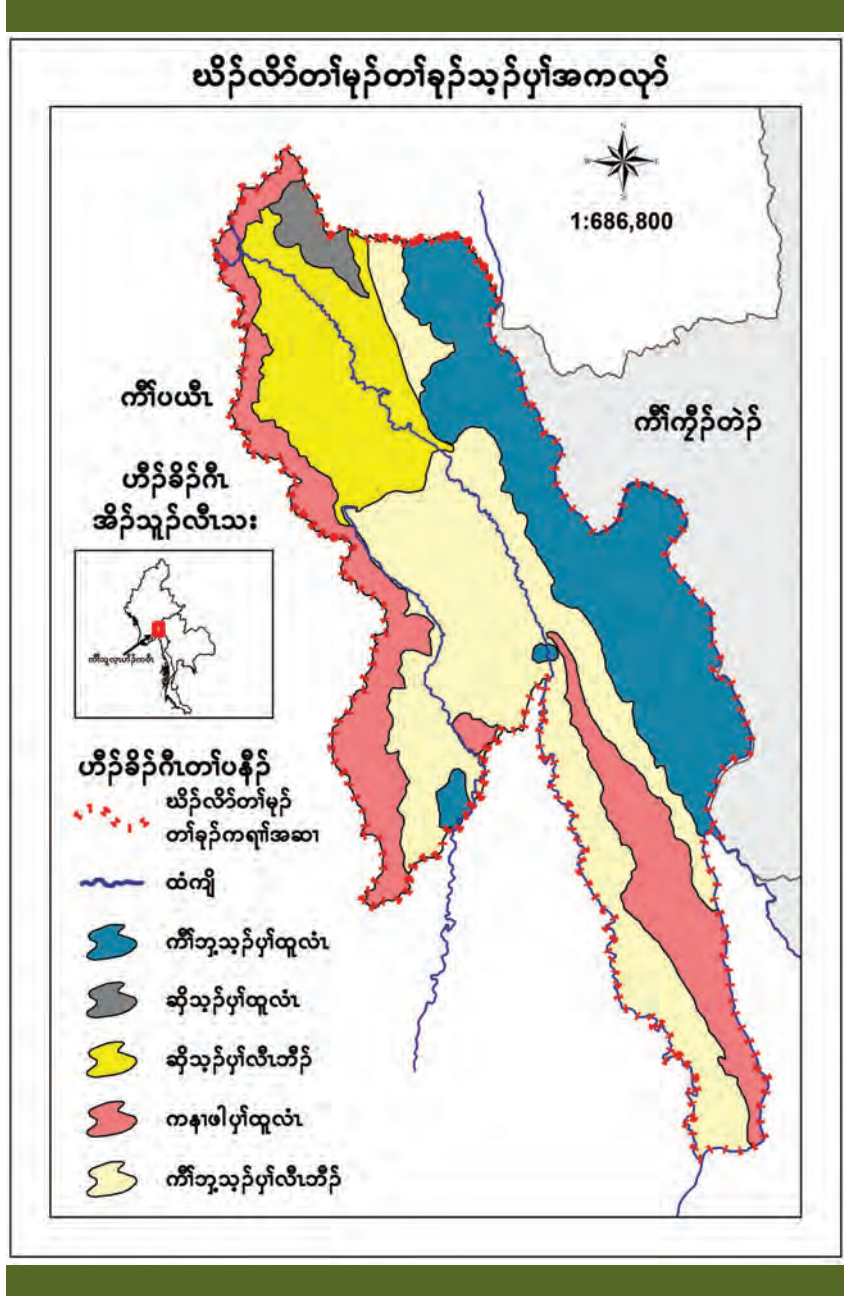 ဃိၣ်လိာ်တၢ်မုၣ်တၢ်ခုၣ်သ့ၣ်ပှၢ်အကလုာ်
N
1:686,800
ကီၢ်ပယီၤ
ကီၢ်ကၠီၣ်တဲၣ်
ဟီၣ်ခိၣ်ဂီၤ
အိၣ်သူၣ်လီၤသး
ဟီၣ်ခိၣ်ဂီၤတၢ်ပနီၣ်
ဃိၣ်လိာ်တၢ်မုၣ်
တၢ်ခုၣ်ကရၢၢ်အဆၢ
ထံကျိ
ကီၢ်ဘ့သ့ၣ်ပှၢ်ထူလံၤ
ဆှိသ့ၣ်ပှၢ်ထူလံၤ
ဆှိသ့ၣ်ပှၢ်လီၤဘီၣ်
ကနၢဖါပှၢ်ထူလံၤ
ကီၢ်ဘ့သ့ၣ်ပှၢ်လီၤဘီၣ်